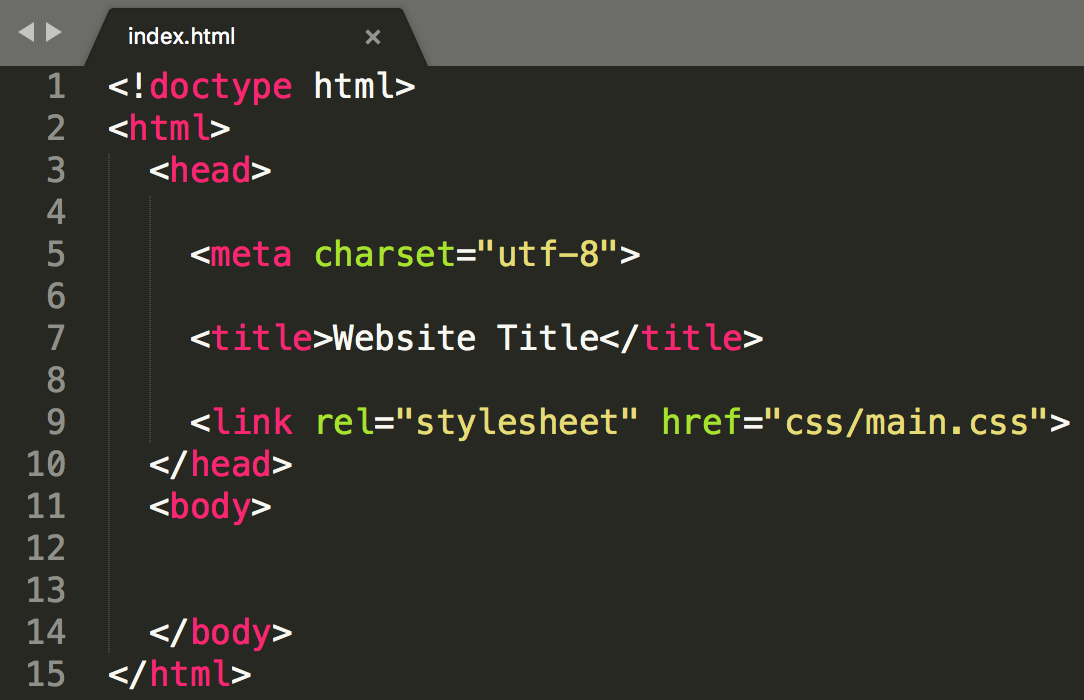 index.html ×
1 <!doctype html>
2 <html>
3   <head>
4
5     <meta charset="utf-8">
6
7     <title>Website Title</title>
8
9     <link rel="stylesheet" href="css/main.css">
10   </head>
11   <body>
12
13
14   </body>
15 </html>